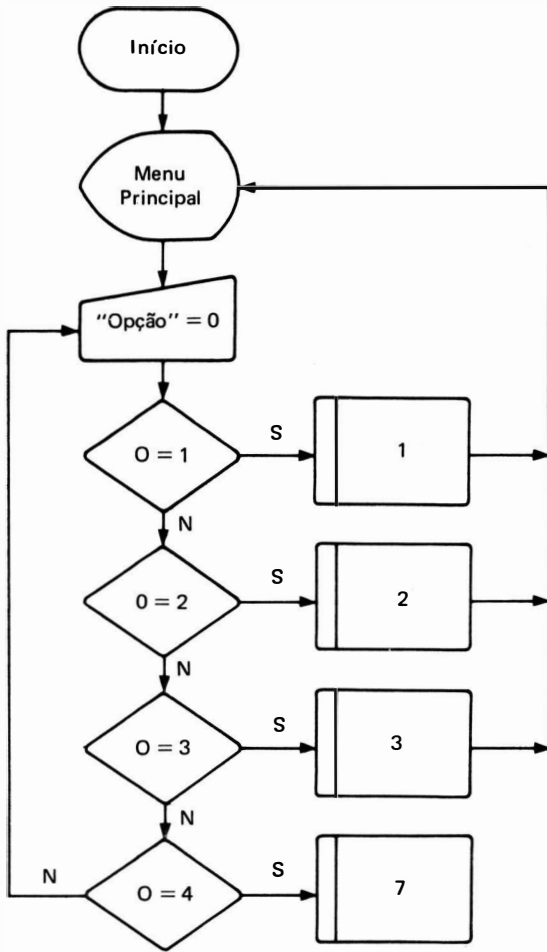 Início
Menu
Principal
"Opção" = 0
O = 1
S
1
N
0 = 2
S
2
N
O = 3
S
3
N
N
O = 4
S
7